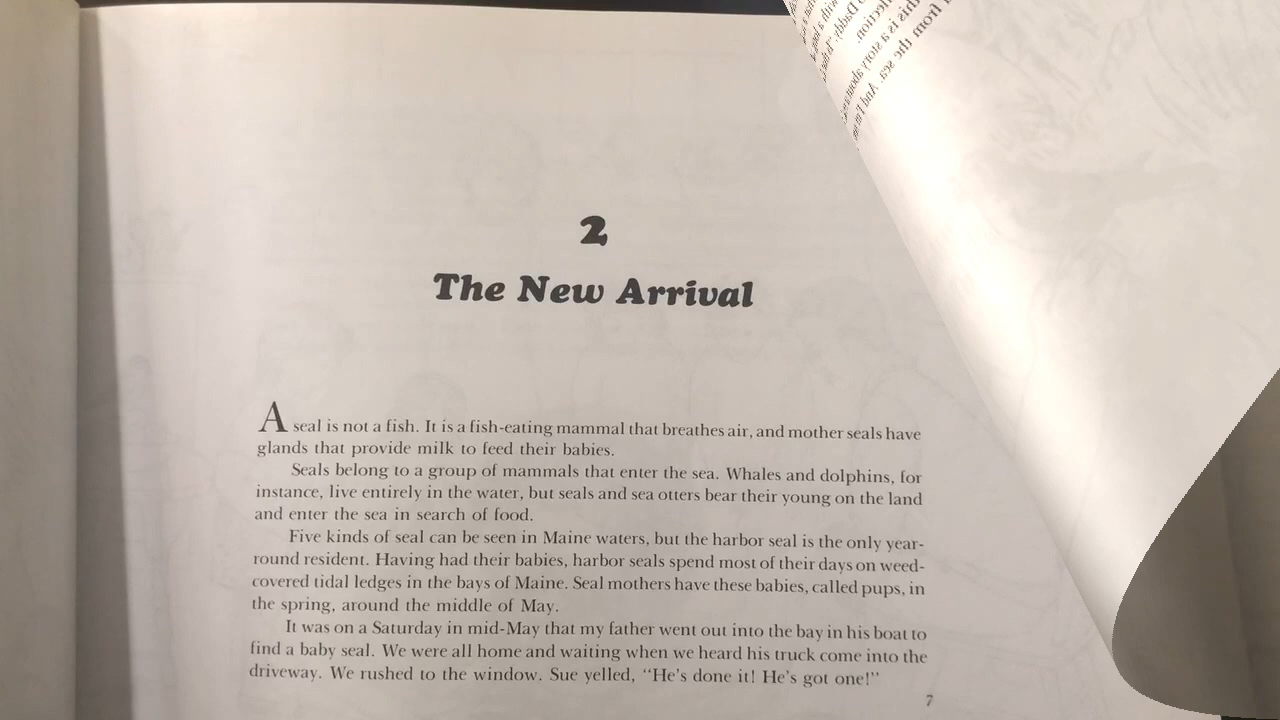 2
The New Arrival
A seal is not a fish. It is a fish-eating mammal that breathes air, and mother seals have
glands that provide milk to feed their babies.
Seals belong to a group of mammals that enter the sea. Whales and dolphins, for
instance, live entirely in the water, but seals and sea otters bear their young on the land
and enter the sea in search of food.
Five kinds of seal can be seen in Maine waters, but the harbor seal is the only year-
round resident. Having had their babies, harbor seals spend most of their days on weed-
covered tidal ledges in the bays of Maine. Seal mothers have these babies, called pups, in
the spring, around the middle of May.
It was on a Saturday in mid-May that my father went out into the bay in his boat to
find a baby seal. We were all home and waiting when we heard his truck come into the
driveway. We rushed to the window. Sue yelled, “He's done it! He's got one!”
7
Daddy
this is a story about
from the sea. And I'm